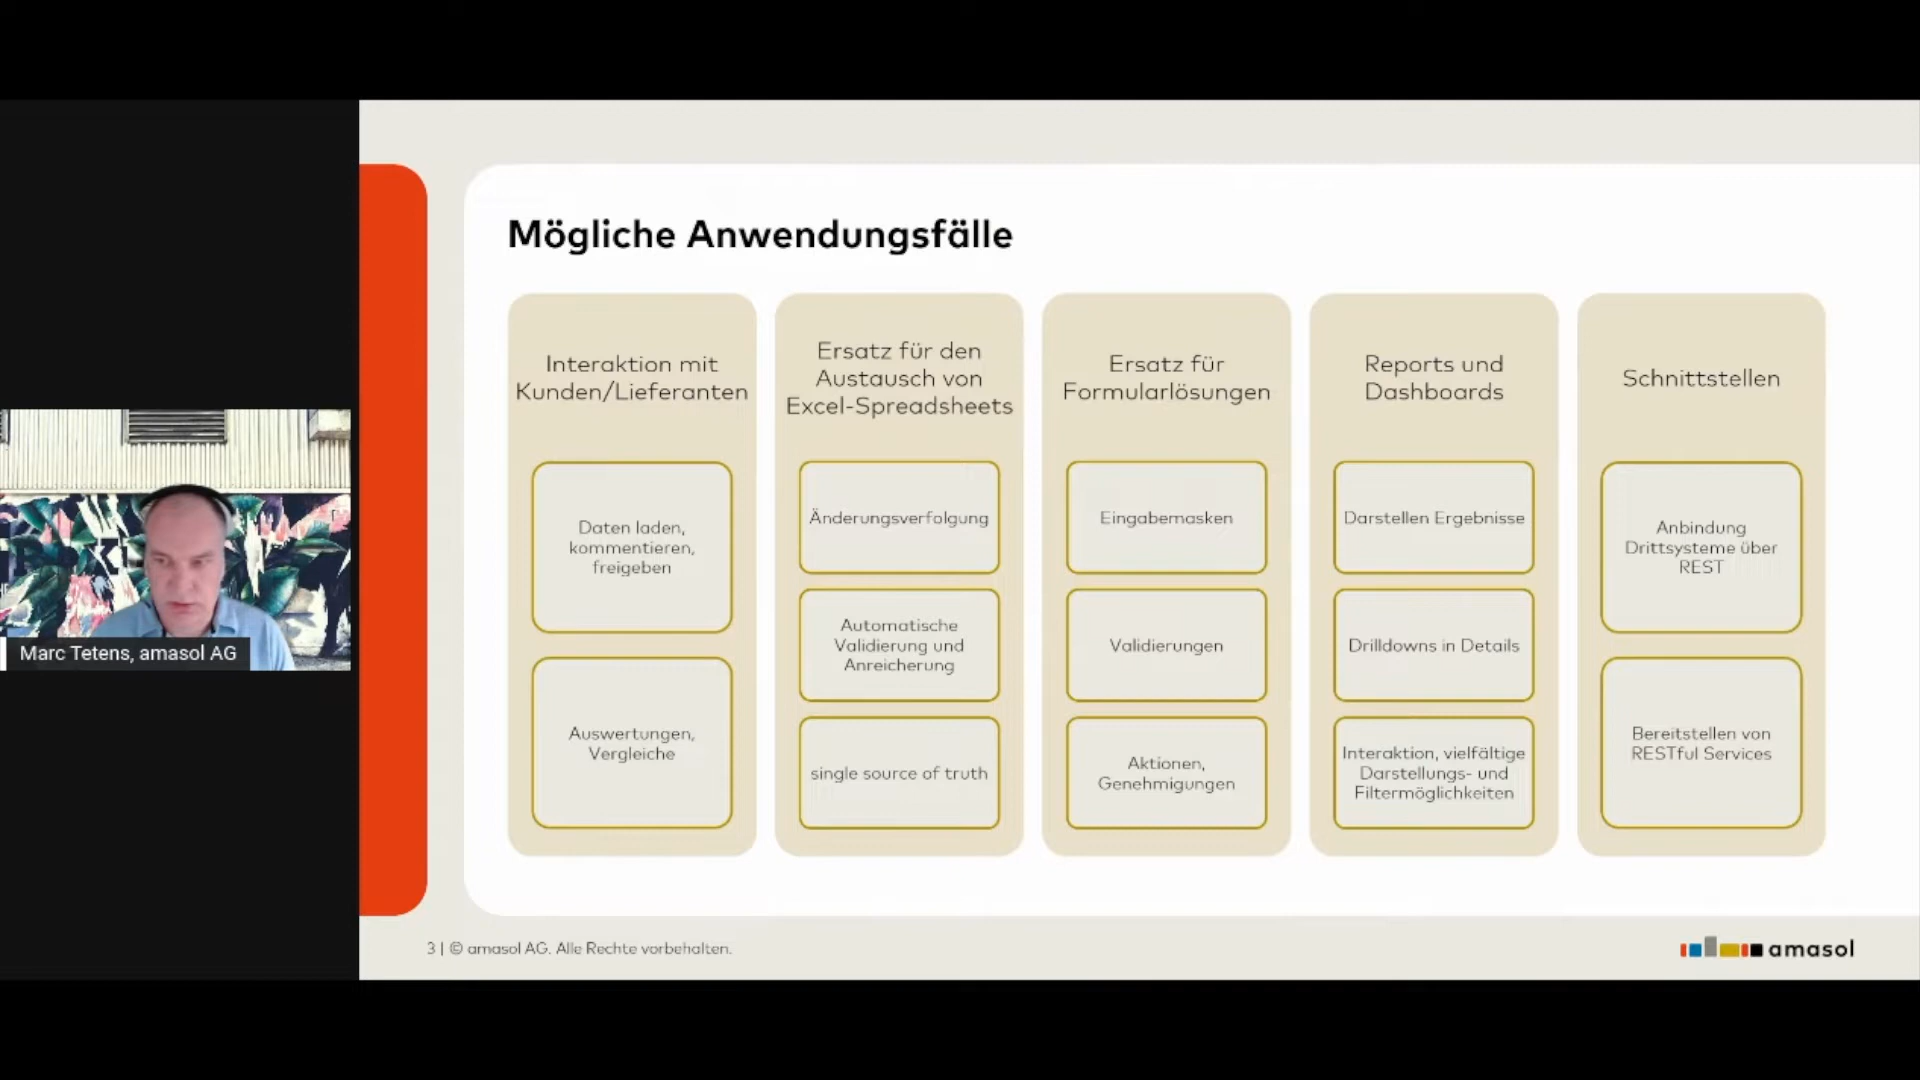 Mögliche Anwendungsfälle
Interaktion mit
Kunden/Lieferanten
Daten laden,
kommentieren,
freigeben
Auswertungen,
Vergleiche
Ersatz für den
Austausch von
Excel-Spreadsheets
Änderungsverfolgung
Automatische
Validierung und
Anreicherung
single source of truth
Ersatz für
Formularlösungen
Eingabemasken
Validierungen
Aktionen,
Genehmigungen
Reports und
Dashboards
Darstellen Ergebnisse
Drilldowns in Details
Interaktion, vielfältige
Darstellungs- und
Filtermöglichkeiten
Schnittstellen
Anbindung
Drittsysteme über
REST
Bereitstellen von
RESTful Services
Marc Tetens, amasol AG
3 | © amasol AG. Alle Rechte vorbehalten.
amasol